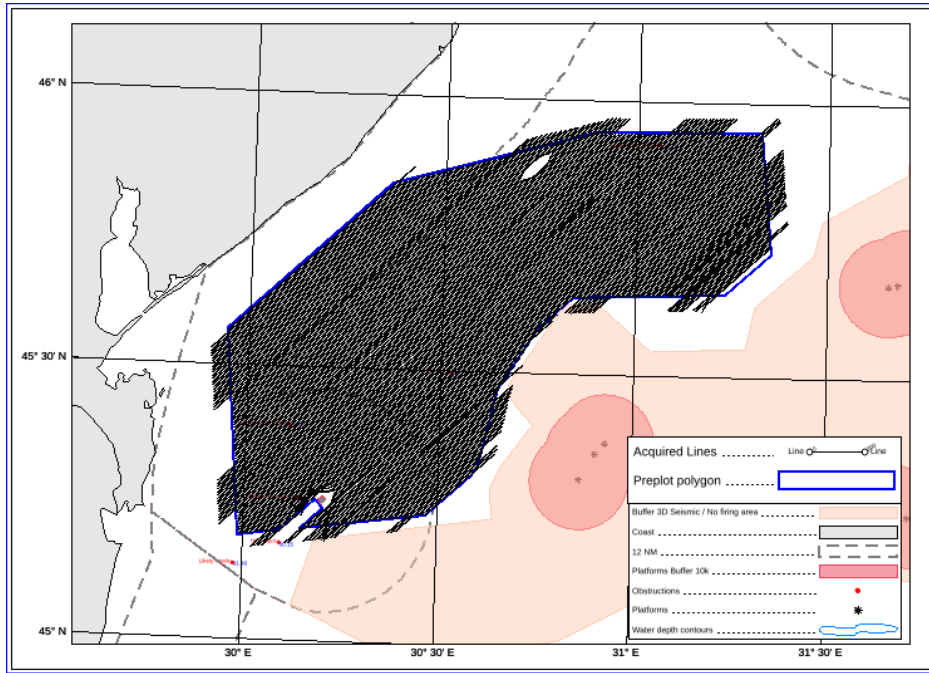 46° N
45° 30' N
45° N
30° E
30° 30' E
31° E
31° 30' E
Acquired Lines
Line
Line
Preplot polygon
Buffer 3D Seismic / No firing area
Coast
12 NM
Platforms Buffer 10k
Obstructions
Platforms
Water depth contours